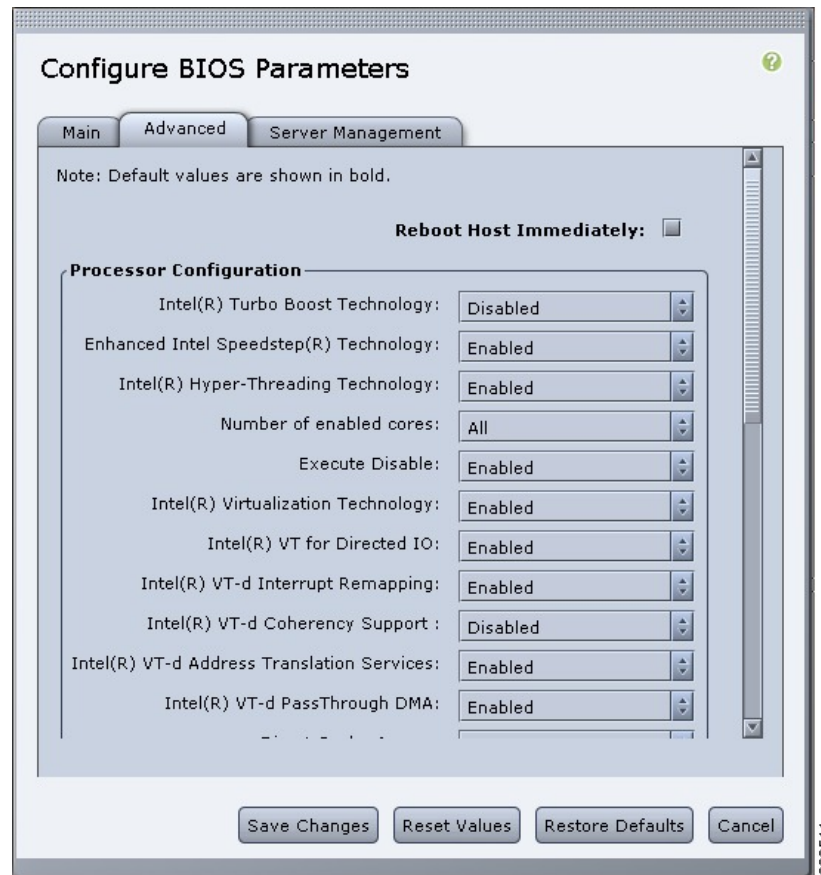 Configure BIOS Parameters
Main Advanced Server Management
Note: Default values are shown in bold.
Reboot Host Immediately:
Processor Configuration
Intel(R) Turbo Boost Technology: Disabled
Enhanced Intel Speedstep(R) Technology: Enabled
Intel(R) Hyper-Threading Technology: Enabled
Number of enabled cores: All
Execute Disable: Enabled
Intel(R) Virtualization Technology: Enabled
Intel(R) VT for Directed IO: Enabled
Intel(R) VT-d Interrupt Remapping: Enabled
Intel(R) VT-d Coherency Support : Disabled
Intel(R) VT-d Address Translation Services: Enabled
Intel(R) VT-d PassThrough DMA: Enabled
Save Changes Reset Values Restore Defaults Cancel